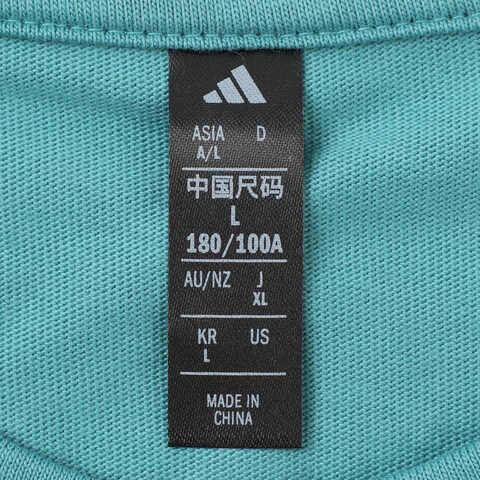 ASIA D
A/L
中国尺码
L
180/100A
AU/NZ J
XL
KR US
L
MADE IN
CHINA